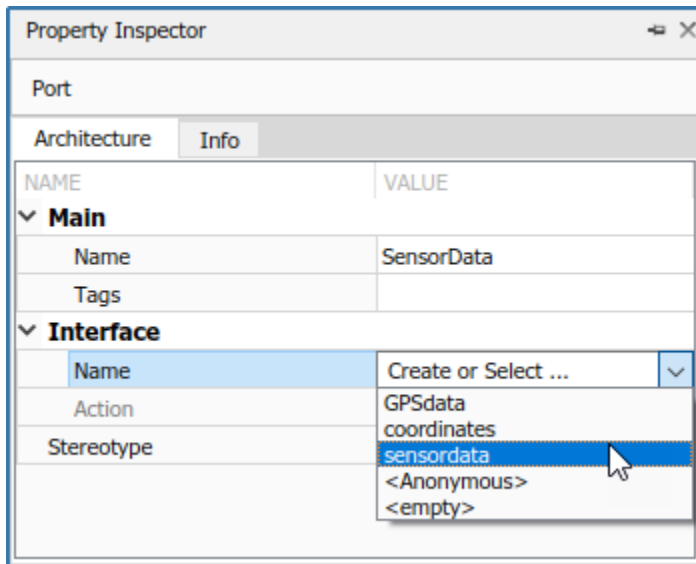 Property Inspector
Port
Architecture Info
NAME VALUE
Main
Name SensorData
Tags
Interface
Name Create or Select ...
Action GPSdata
coordinates
Stereotype sensordata
<Anonymous>
<empty>